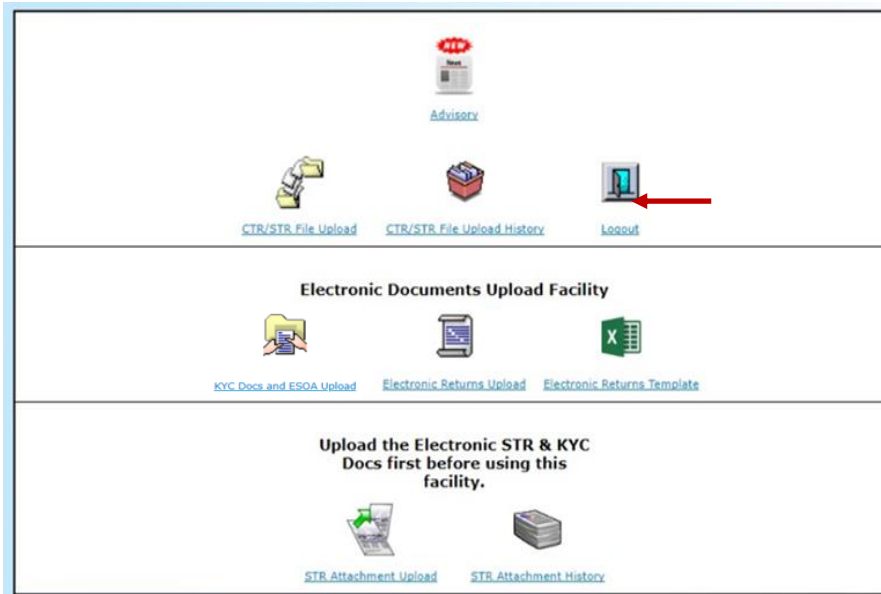 NEW
News
Advisory
CTR/STR File Upload CTR/STR File Upload History Logout
Electronic Documents Upload Facility
KYC Docs and ESOA Upload Electronic Returns Upload Electronic Returns Template
Upload the Electronic STR & KYC
Docs first before using this
facility.
STR Attachment Upload STR Attachment History